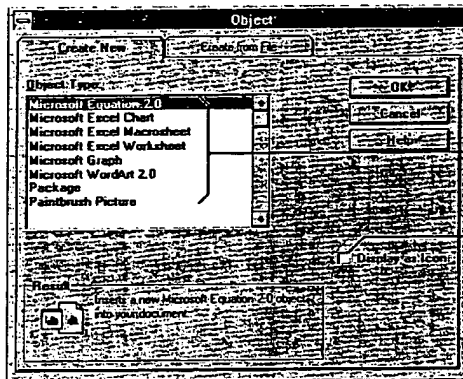 Object
Create New
Create from File
Object Type:
Microsoft Equation 2.0
Microsoft Excel Chart
Microsoft Excel Macrosheet
Microsoft Excel Worksheet
Microsoft Graph
Microsoft WordArt 2.0
Package
Paintbrush Picture
OK
Cancel
Help
Display as Icon
Result
Inserts a new Microsoft Equation 2.0 object
into your document.